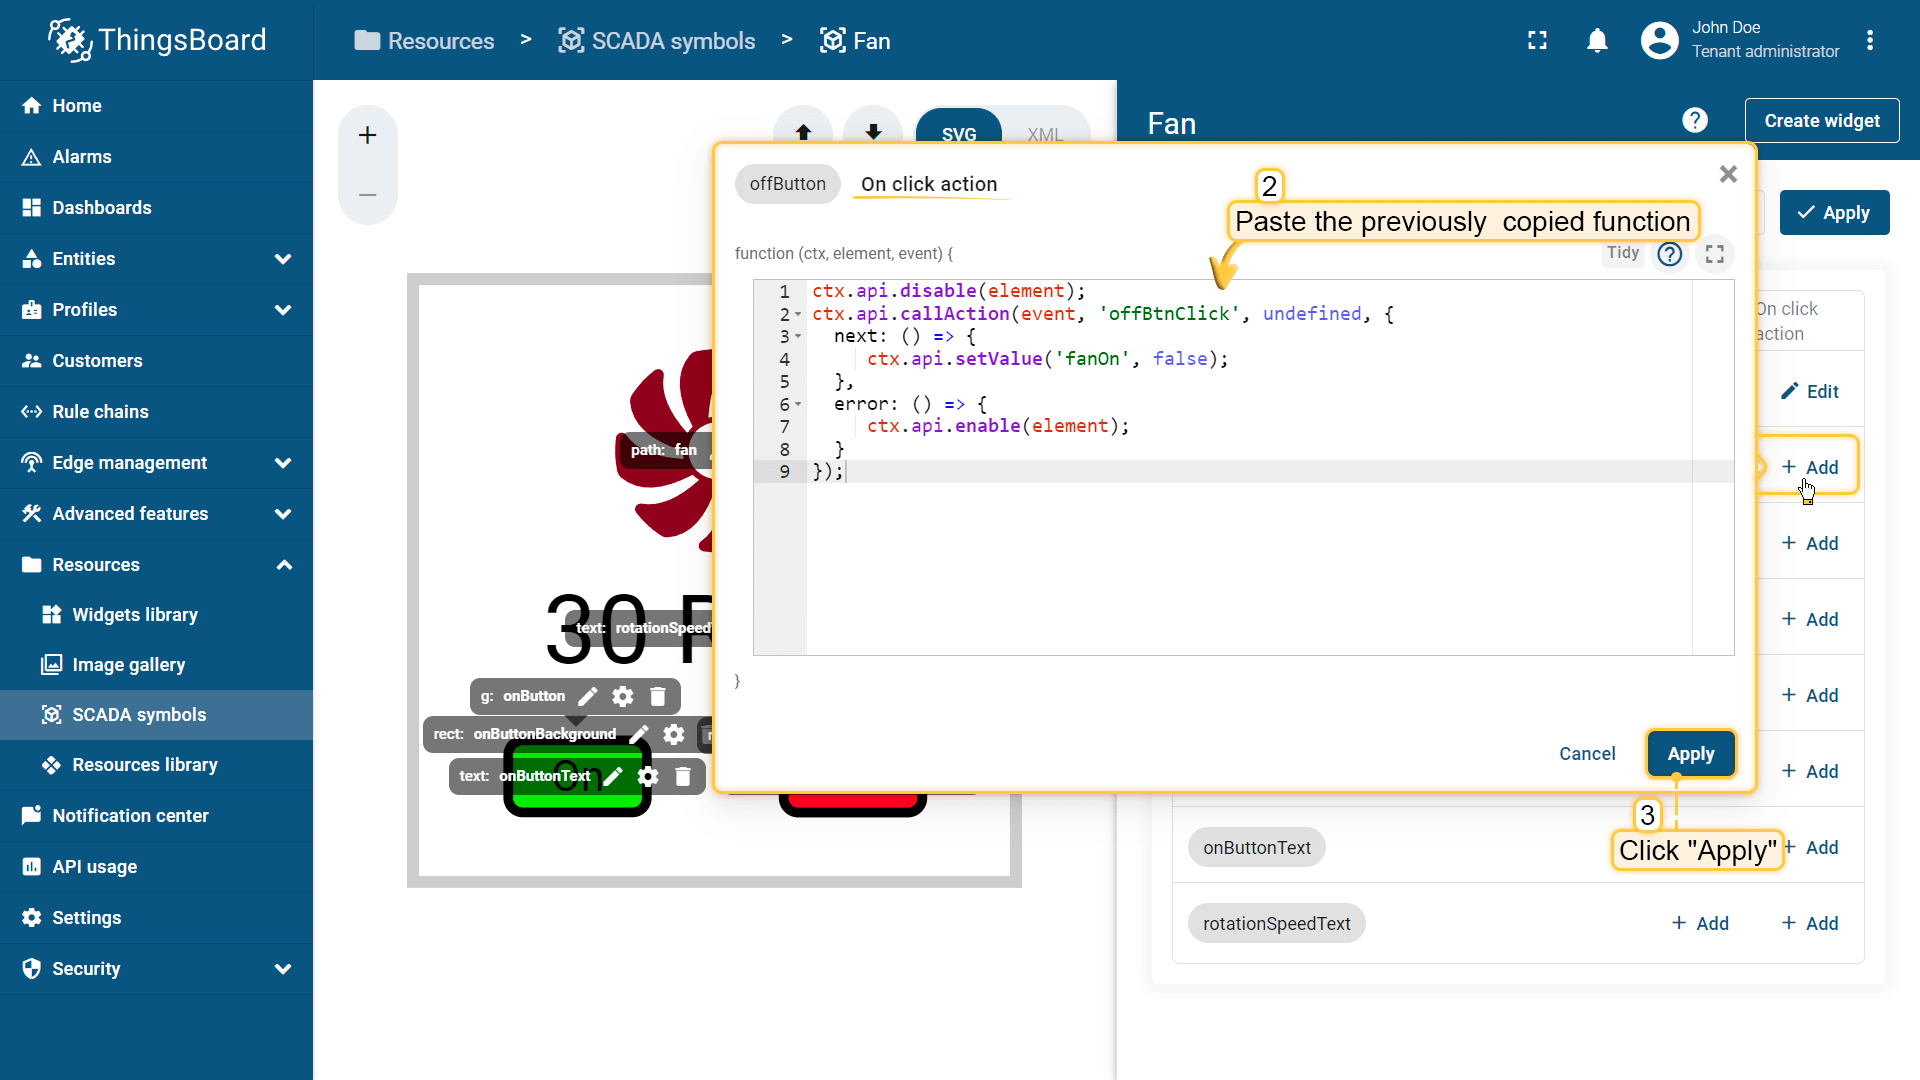 ThingsBoard
Resources > SCADA symbols > Fan
John Doe
Tenant administrator
Home
Alarms
Dashboards
Entities
Profiles
Customers
Rule chains
Edge management
Advanced features
Resources
Widgets library
Image gallery
SCADA symbols
Resources library
Notification center
API usage
Settings
Security
SVG
XML
Fan
Create widget
Apply
offButton
On click action
2
Paste the previously copied function
function (ctx, element, event) {
Tidy
1 ctx.api.disable(element);
2 ctx.api.callAction(event, 'offBtnClick', undefined, {
3 next: () => {
4 ctx.api.setValue('fanOn', false);
5 },
6 error: () => {
7 ctx.api.enable(element);
8 }
9 });
}
Cancel
Apply
3
Click "Apply"
On click
action
Edit
+ Add
+ Add
+ Add
+ Add
+ Add
onButtonText
+ Add
rotationSpeedText
+ Add
+ Add
path: fan
30 R
text: rotationSpeed
g: onButton
rect: onButtonBackground
On
text: onButtonText